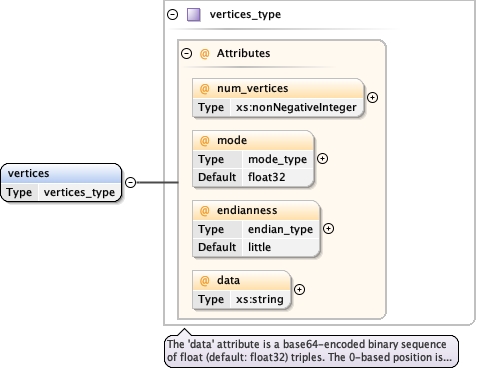 vertices_type
@ Attributes
@ num_vertices
Type xs:nonNegativeInteger
@ mode
Type mode_type
Default float32
vertices
Type vertices_type
@ endianness
Type endian_type
Default little
@ data
Type xs:string
The 'data' attribute is a base64-encoded binary sequence
of float (default: float32) triples. The 0-based position is...